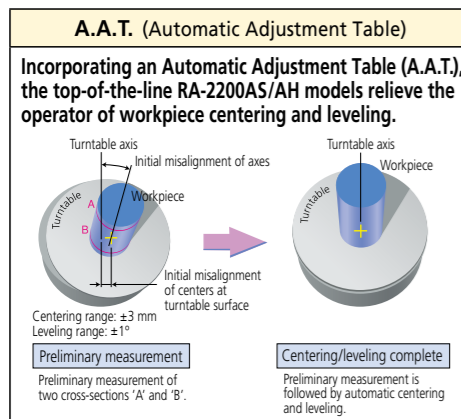 A.A.T. (Automatic Adjustment Table)
Incorporating an Automatic Adjustment Table (A.A.T.),
the top-of-the-line RA-2200AS/AH models relieve the
operator of workpiece centering and leveling.
Turntable axis
Initial misalignment of axes
Workpiece
Turntable
A
B
Initial misalignment
of centers at
turntable surface
Centering range: ±3 mm
Leveling range: ±1°
Preliminary measurement
Preliminary measurement of
two cross-sections 'A' and 'B'.
Turntable axis
Workpiece
Turntable
Centering/leveling complete
Preliminary measurement is
followed by automatic centering
and leveling.